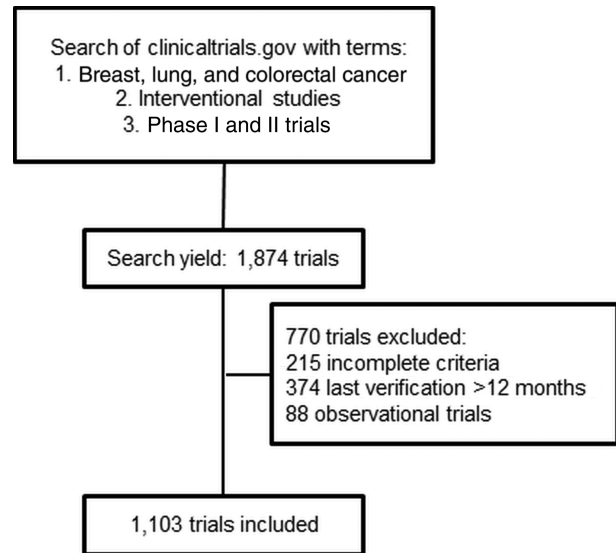 Search of clinicaltrials.gov with terms:
1. Breast, lung, and colorectal cancer
2. Interventional studies
3. Phase I and II trials
Search yield: 1,874 trials
770 trials excluded:
215 incomplete criteria
374 last verification >12 months
88 observational trials
1,103 trials included